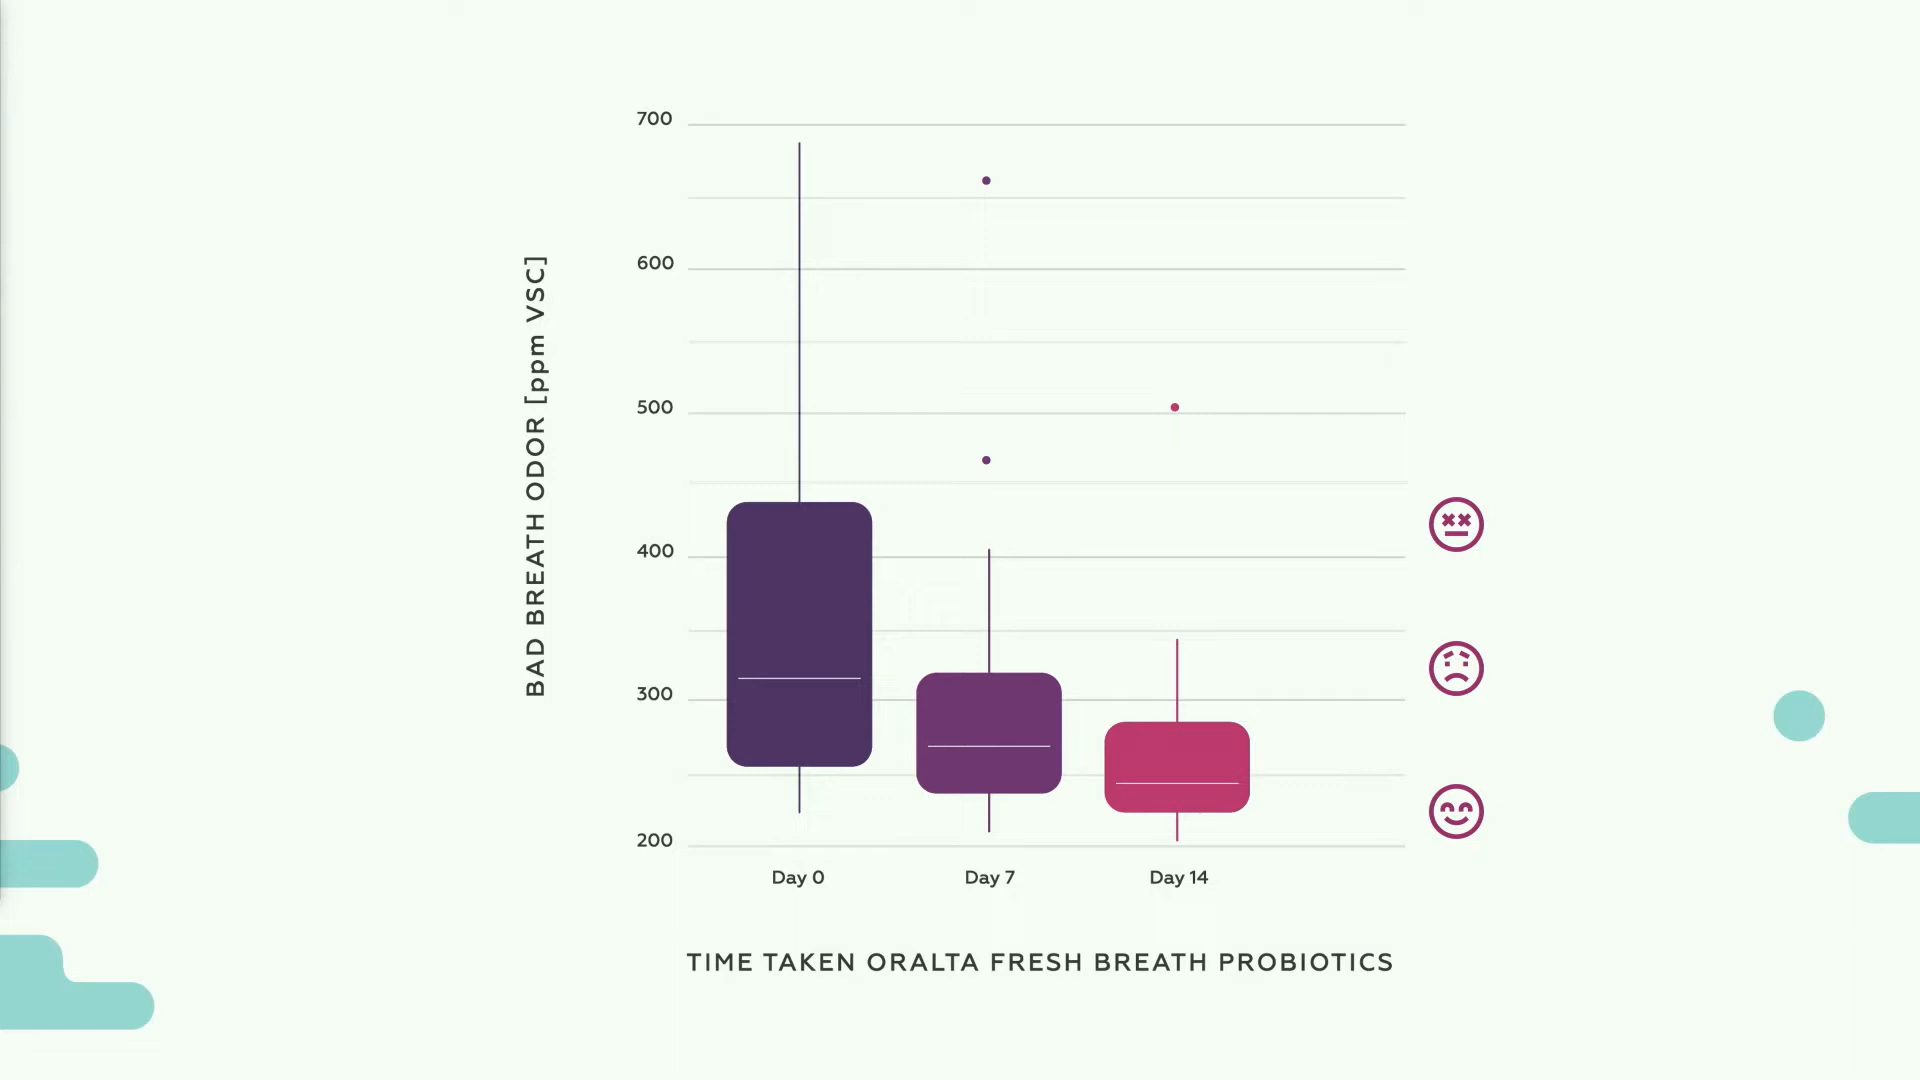 700
600
500
400
300
200
BAD BREATH ODOR [ppm VSC]
Day 0
Day 7
Day 14
TIME TAKEN ORALTA FRESH BREATH PROBIOTICS